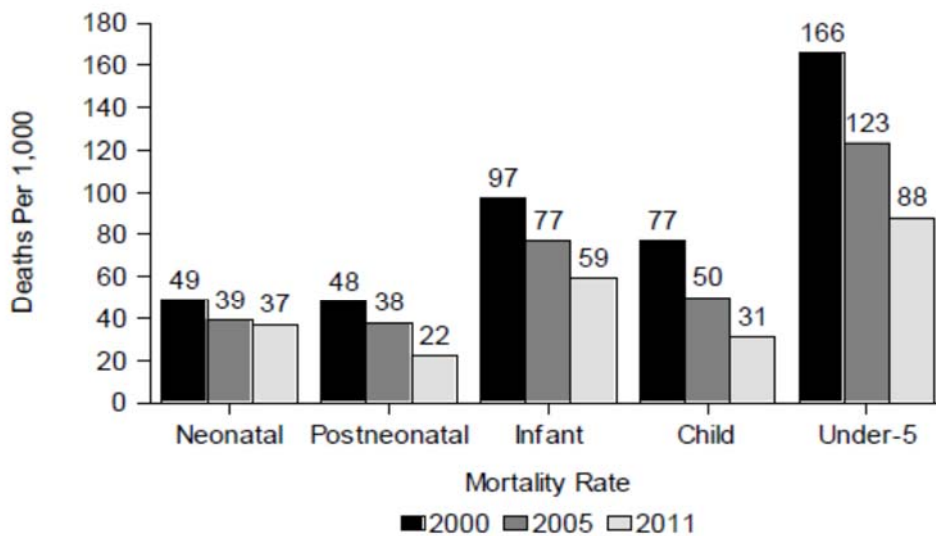 180
160
140
120
100
80
60
40
20
0
Deaths Per 1,000
49 39 37
48 38 22
97 77 59
77 50 31
166 123 88
Neonatal Postneonatal Infant Child Under-5
Mortality Rate
2000 2005 2011